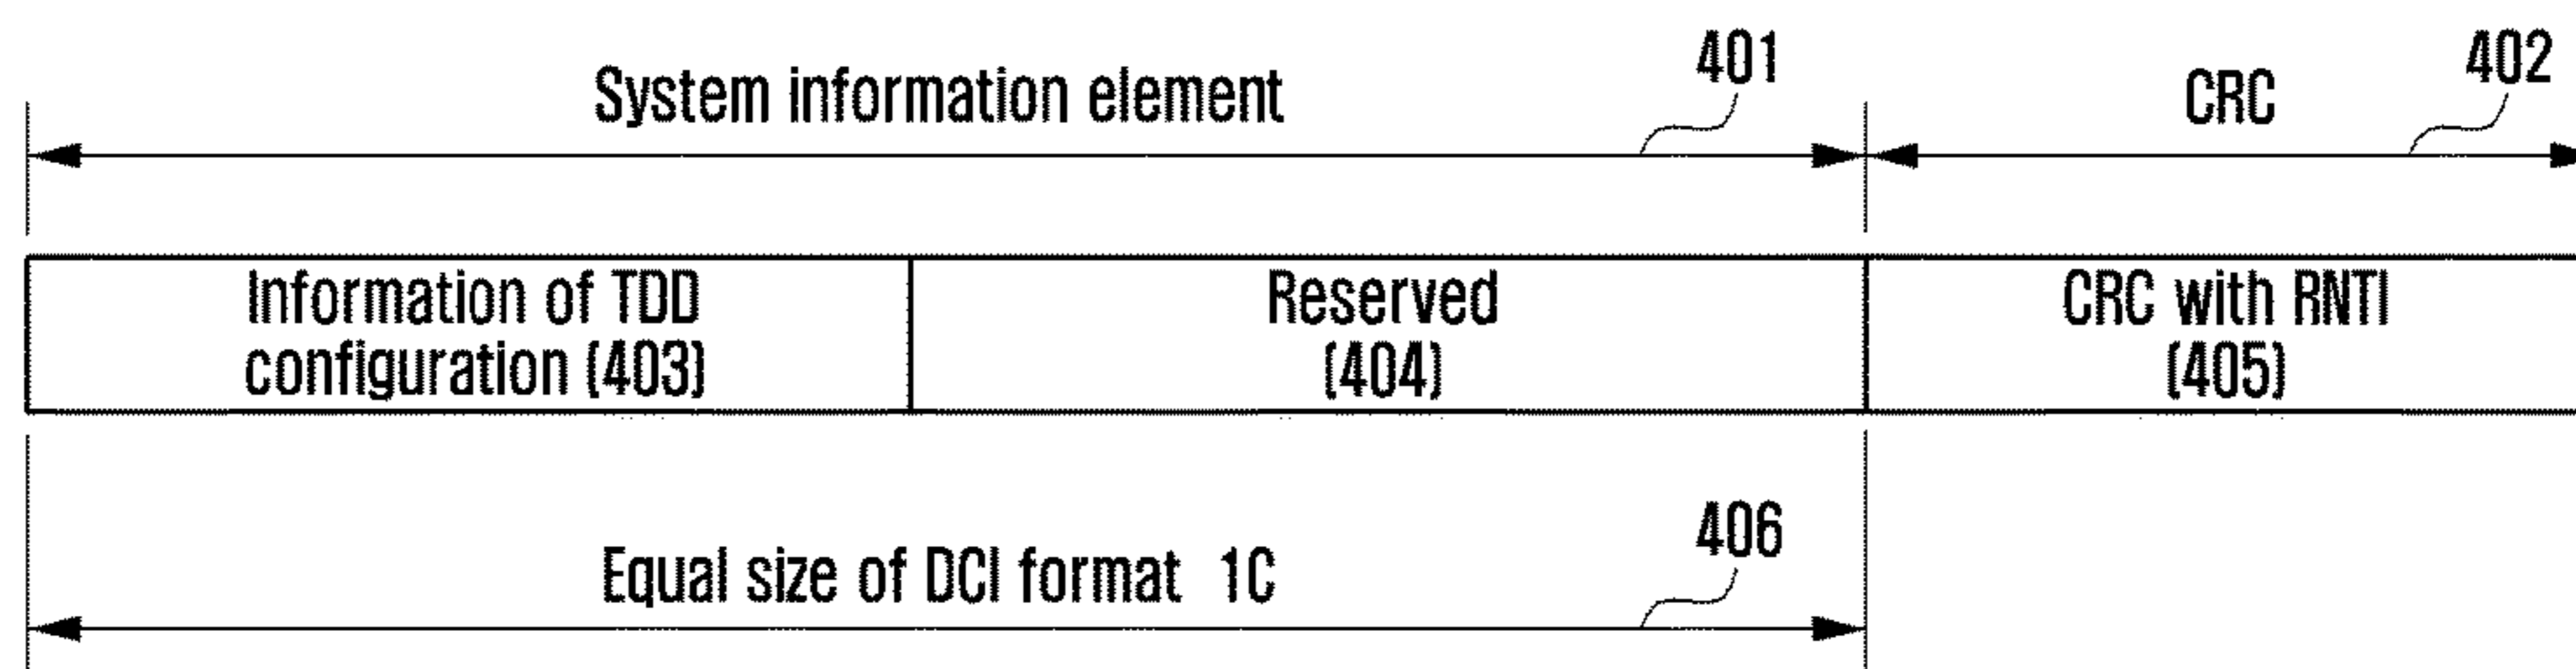 401
402
System information element
CRC
Information of TDD
configuration (403)
Reserved
(404)
CRC with RNTI
(405)
406
Equal size of DCI format 1C